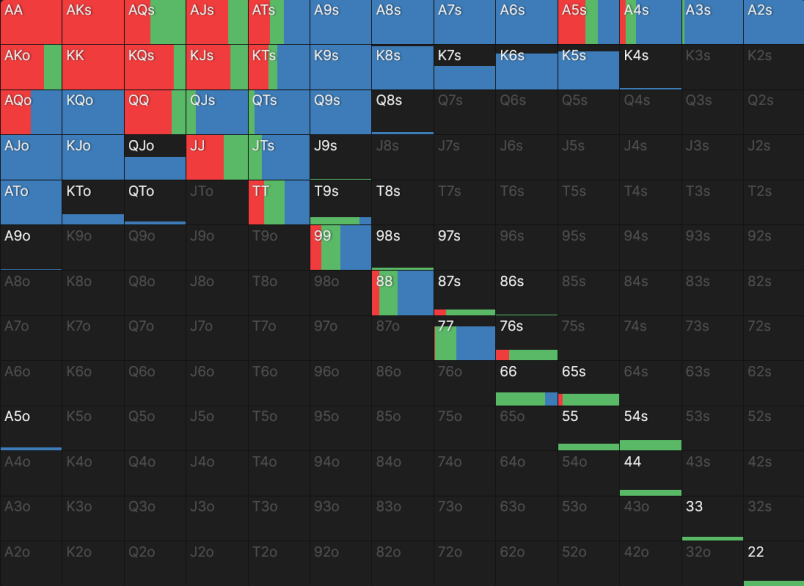 AA AKs AQs AJs ATs A9s A8s A7s A6s A5s A4s A3s A2s
AKo KK KQs KJs KTs K9s K8s K7s K6s K5s K4s K3s K2s
AQo KQo QQ QJs QTs Q9s Q8s Q7s Q6s Q5s Q4s Q3s Q2s
AJo KJo QJo JJ JTs J9s J8s J7s J6s J5s J4s J3s J2s
ATo KTo QTo JTo TT T9s T8s T7s T6s T5s T4s T3s T2s
A9o K9o Q9o J9o T9o 99 98s 97s 96s 95s 94s 93s 92s
A8o K8o Q8o J8o T8o 98o 88 87s 86s 85s 84s 83s 82s
A7o K7o Q7o J7o T7o 97o 87o 77 76s 75s 74s 73s 72s
A6o K6o Q6o J6o T6o 96o 86o 76o 66 65s 64s 63s 62s
A5o K5o Q5o J5o T5o 95o 85o 75o 65o 55 54s 53s 52s
A4o K4o Q4o J4o T4o 94o 84o 74o 64o 54o 44 43s 42s
A3o K3o Q3o J3o T3o 93o 83o 73o 63o 53o 43o 33 32s
A2o K2o Q2o J2o T2o 92o 82o 72o 62o 52o 42o 32o 22